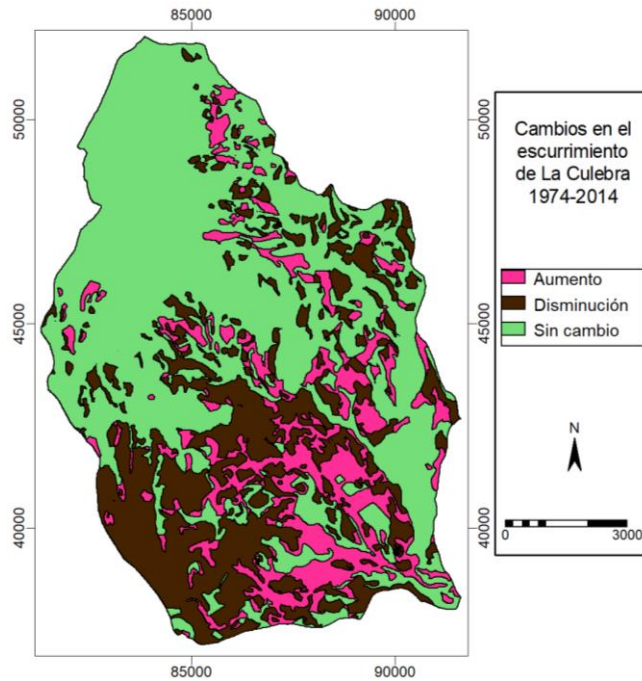 85000
90000
50000
50000
45000
45000
40000
40000
85000
90000
Cambios en el
escurrimiento
de La Culebra
1974-2014
Aumento
Disminución
Sin cambio
N
0
3000